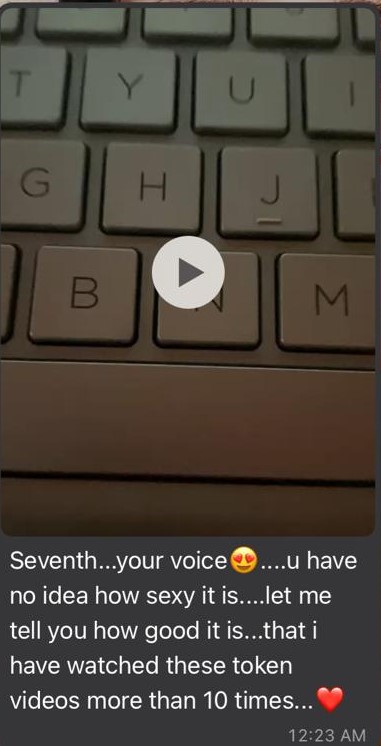 T Y U I
G H J
B N M
Seventh...your voice😍....u have
no idea how sexy it is....let me
tell you how good it is...that i
have watched these token
videos more than 10 times...❤️
12:23 AM